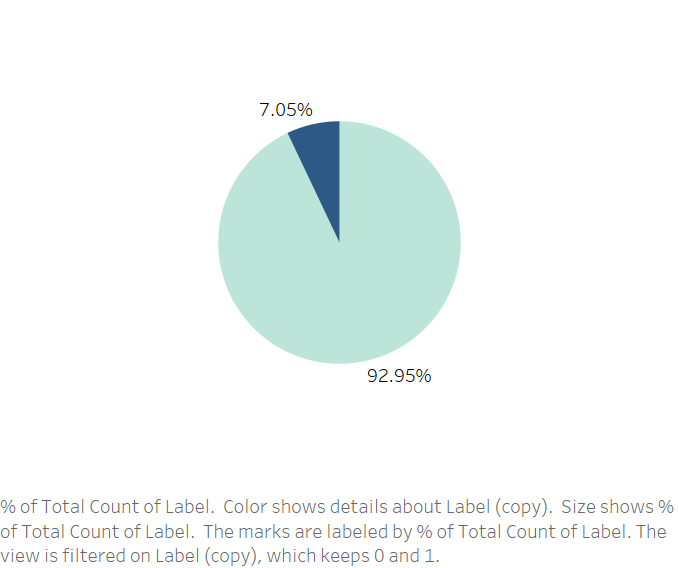 7.05%
92.95%
% of Total Count of Label.  Color shows details about Label (copy).  Size shows %
of Total Count of Label.  The marks are labeled by % of Total Count of Label. The
view is filtered on Label (copy), which keeps 0 and 1.